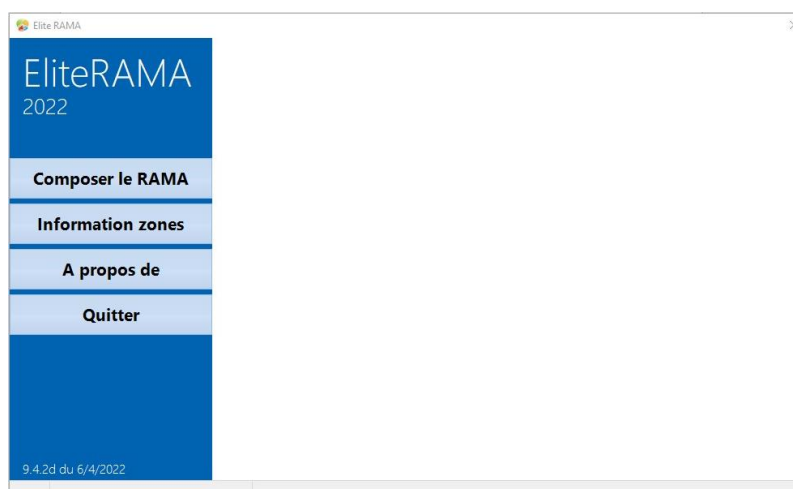 Elite RAMA
EliteRAMA
2022
Composer le RAMA
Information zones
A propos de
Quitter
9.4.2d du 6/4/2022